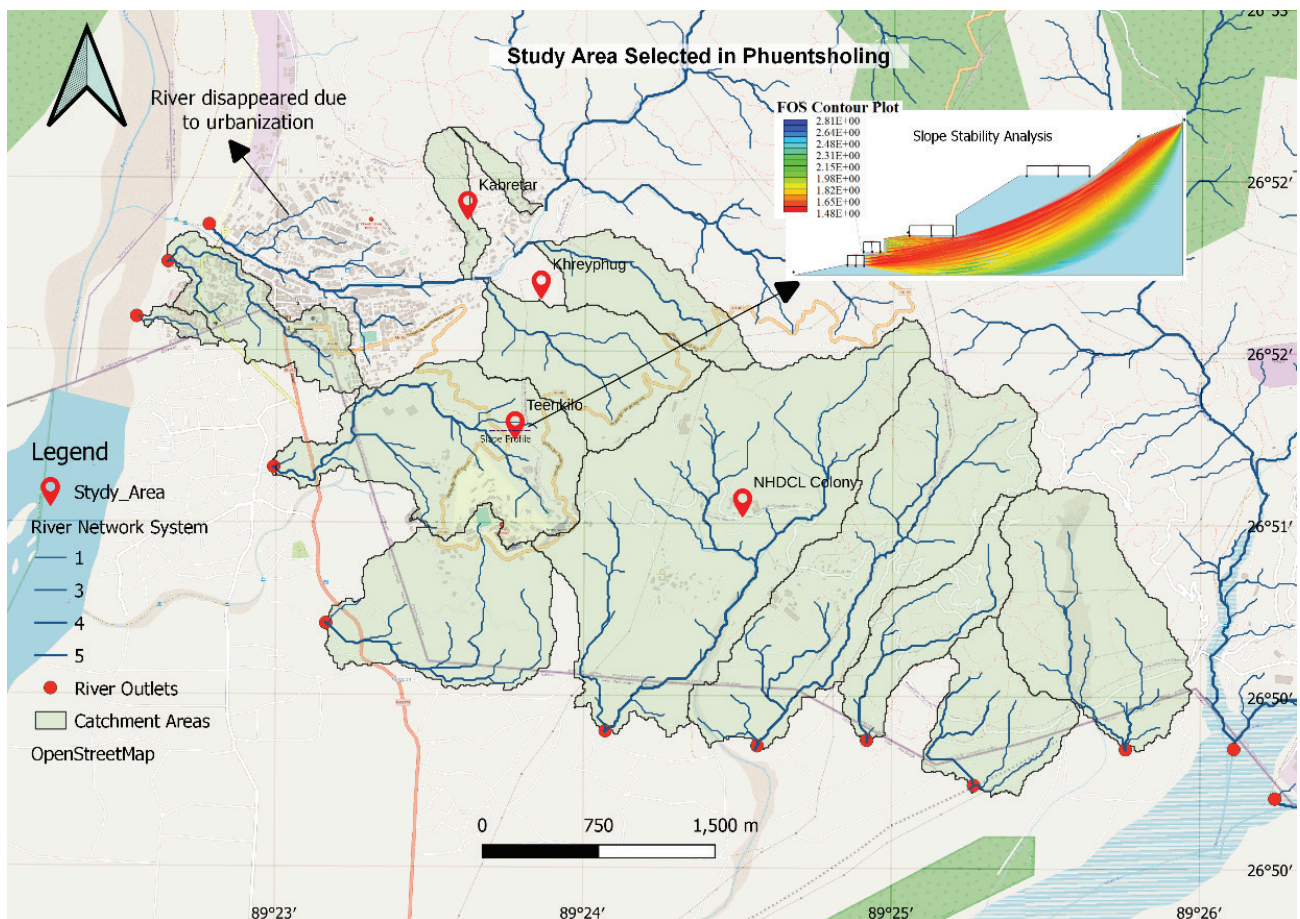 Study Area Selected in Phuentsholing
River disappeared due
to urbanization
FOS Contour Plot
2.81E+00
2.64E+00
2.48E+00
2.31E+00
2.15E+00
1.98E+00
1.82E+00
1.65E+00
1.48E+00
Slope Stability Analysis
Kabretar
Khreyphug
Teenkilo
Slope Profile
NHDCL Colony
Legend
Stydy_Area
River Network System
1
3
4
5
River Outlets
Catchment Areas
OpenStreetMap
0 750 1,500 m
26°53'
26°52'
26°52'
26°51'
26°50'
26°50'
89°23'
89°24'
89°25'
89°26'